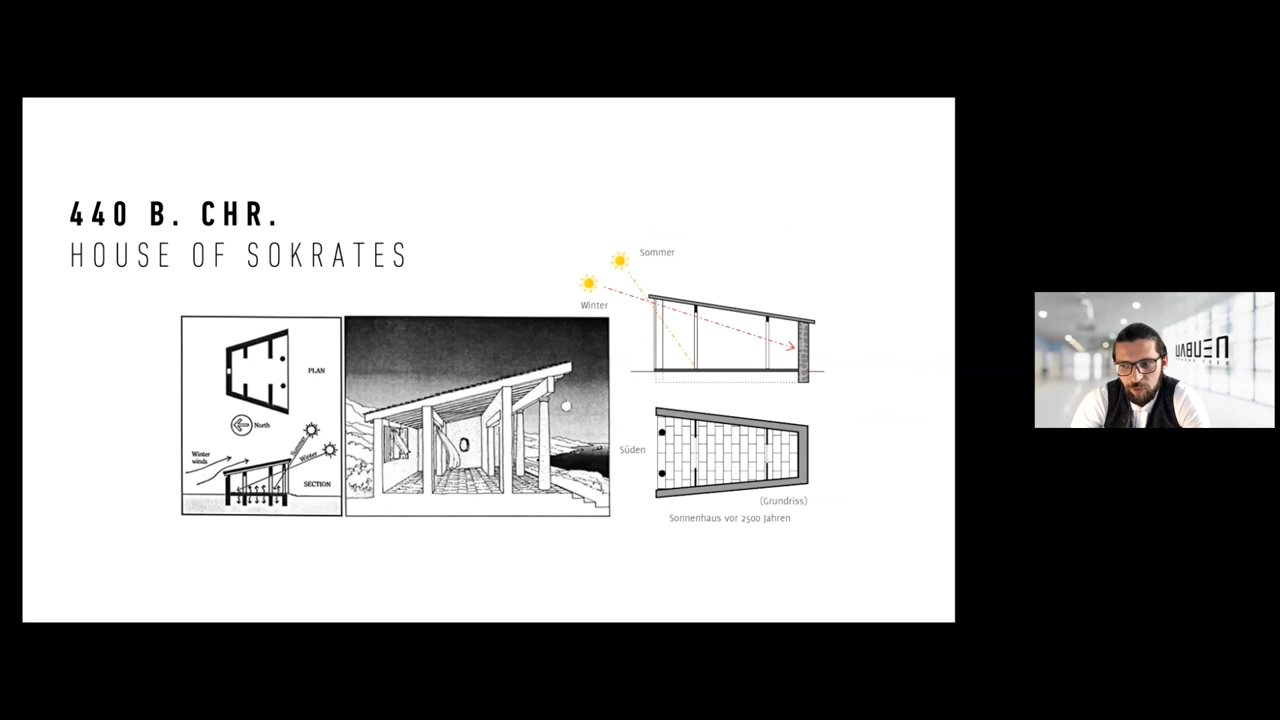 440 B. CHR.
HOUSE OF SOKRATES
PLAN
North
Winter
winds
Summer
Winter
SECTION
Sommer
Winter
Süden
(Grundriss)
Sonnenhaus vor 2500 Jahren
NEUBAU